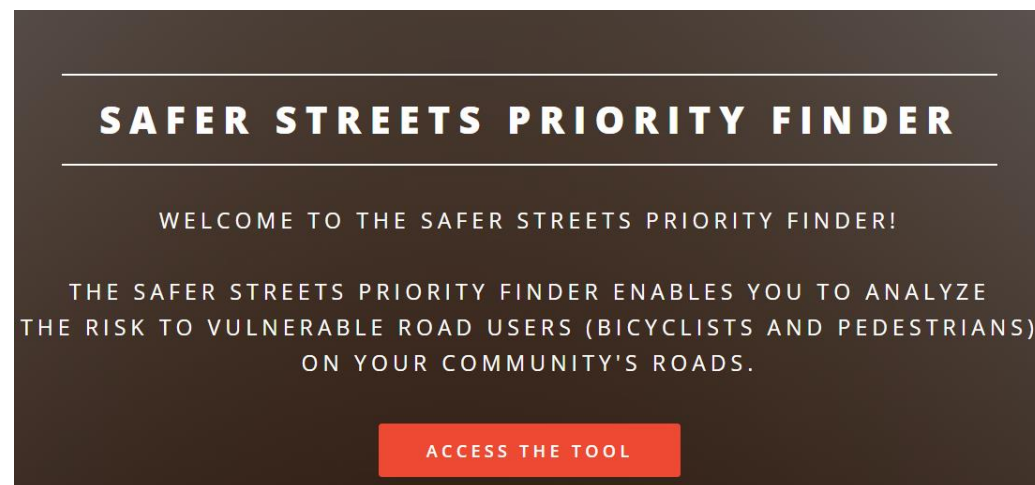 SAFER STREETS PRIORITY FINDER
WELCOME TO THE SAFER STREETS PRIORITY FINDER!
THE SAFER STREETS PRIORITY FINDER ENABLES YOU TO ANALYZE
THE RISK TO VULNERABLE ROAD USERS (BICYCLISTS AND PEDESTRIANS)
ON YOUR COMMUNITY'S ROADS.
ACCESS THE TOOL